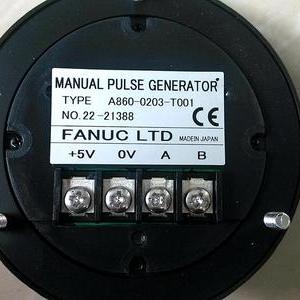 MANUAL PULSE GENERATOR
TYPE A860-0203-T001
NO.22-21388
FANUC LTD MADE IN JAPAN
CE
+5V 0V A B